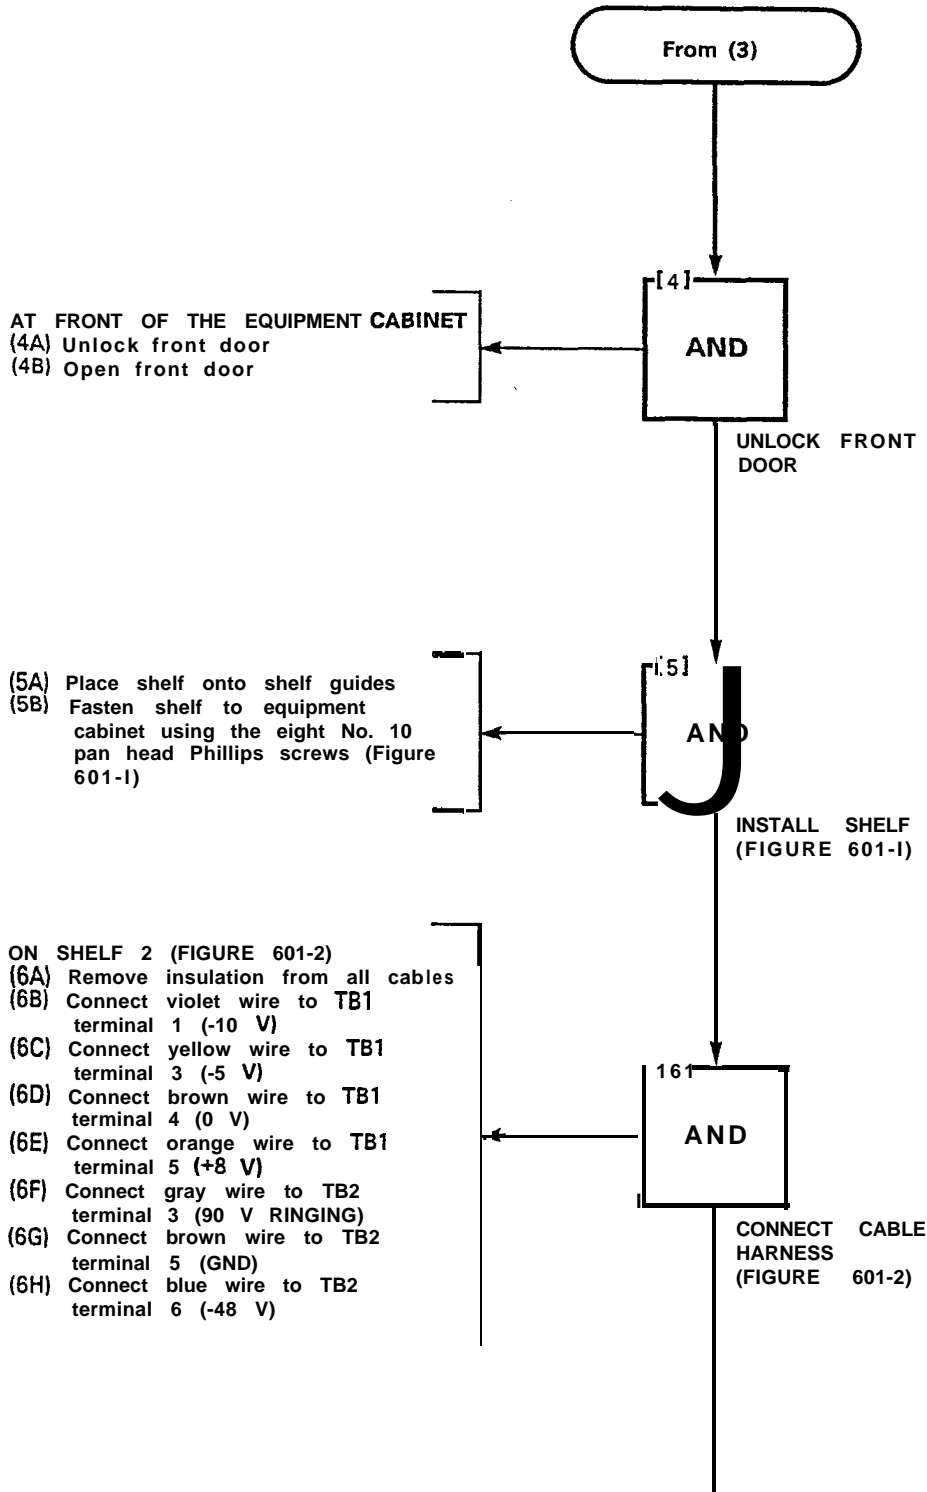 From (3)
[4]
AT FRONT OF THE EQUIPMENT CABINET
(4A) Unlock front door
(4B) Open front door
AND
UNLOCK FRONT
DOOR
[5]
(5A) Place shelf onto shelf guides
(5B) Fasten shelf to equipment
cabinet using the eight No. 10
pan head Phillips screws (Figure
601-I)
AND
INSTALL SHELF
(FIGURE 601-I)
ON SHELF 2 (FIGURE 601-2)
(6A) Remove insulation from all cables
(6B) Connect violet wire to TB1
terminal 1 (-10 V)
(6C) Connect yellow wire to TB1
terminal 3 (-5 V)
(6D) Connect brown wire to TB1
terminal 4 (0 V)
(6E) Connect orange wire to TB1
terminal 5 (+8 V)
(6F) Connect gray wire to TB2
terminal 3 (90 V RINGING)
(6G) Connect brown wire to TB2
terminal 5 (GND)
(6H) Connect blue wire to TB2
terminal 6 (-48 V)
161
AND
CONNECT CABLE
HARNESS
(FIGURE 601-2)